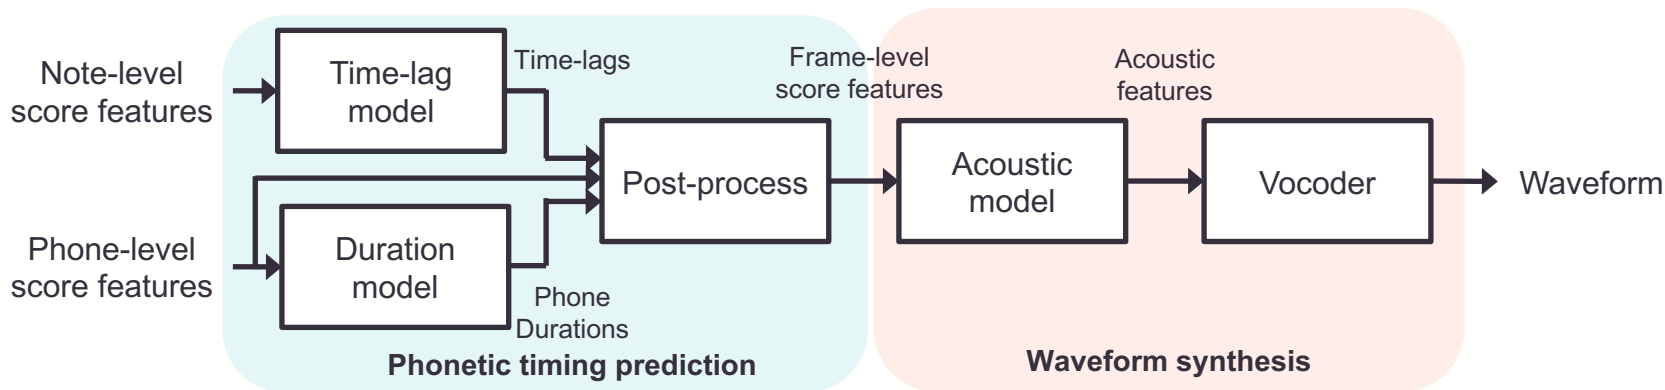 Note-level
score features
Time-lag
model
Time-lags
Phone-level
score features
Duration
model
Phone
Durations
Post-process
Phonetic timing prediction
Frame-level
score features
Acoustic
model
Acoustic
features
Vocoder
Waveform
Waveform synthesis